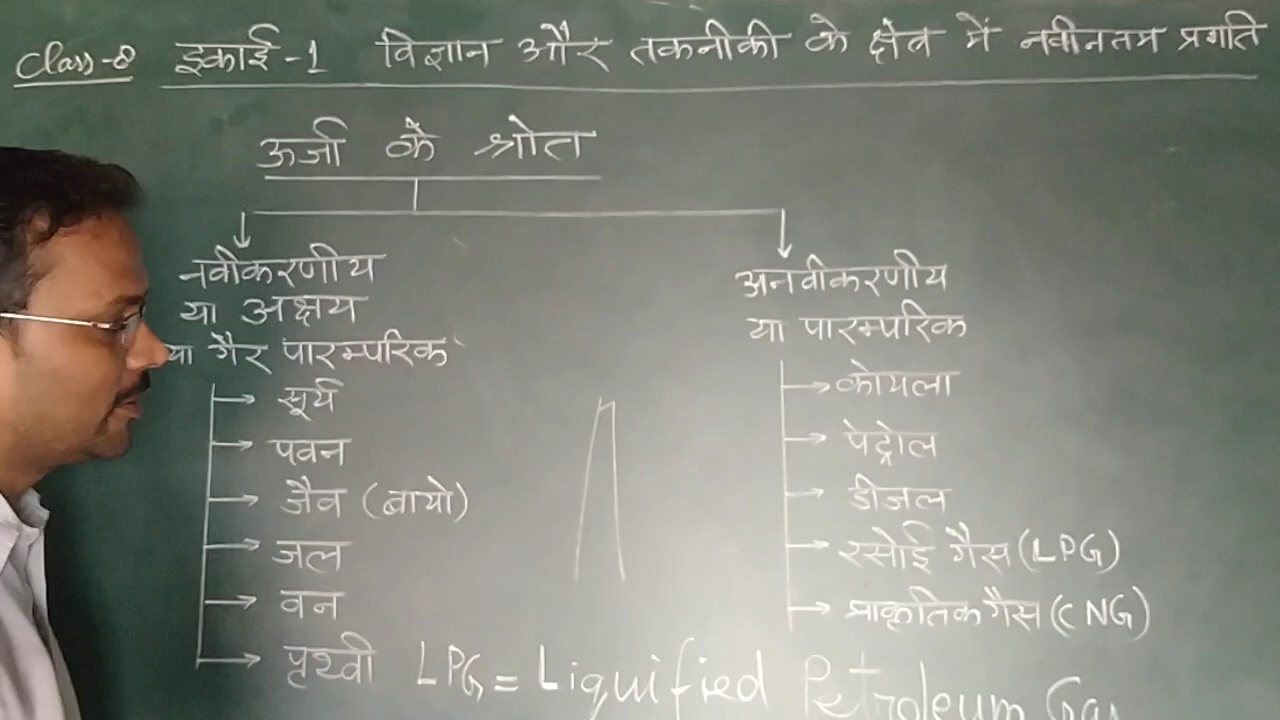 Class-8 इकाई-1 विज्ञान और तकनीकी के क्षेत्र में नवीनतम प्रगति
ऊर्जा के श्रोत
नवीकरणीय
या अक्षय
या गैर पारम्परिक
सूर्य
पवन
जैव (बायो)
जल
वन
पृथ्वी
अनवीकरणीय
या पारम्परिक
कोयला
पेट्रोल
डीजल
रसोई गैस (LPG)
प्राकृतिक गैस (CNG)
LPG = Liquified Petroleum Gas